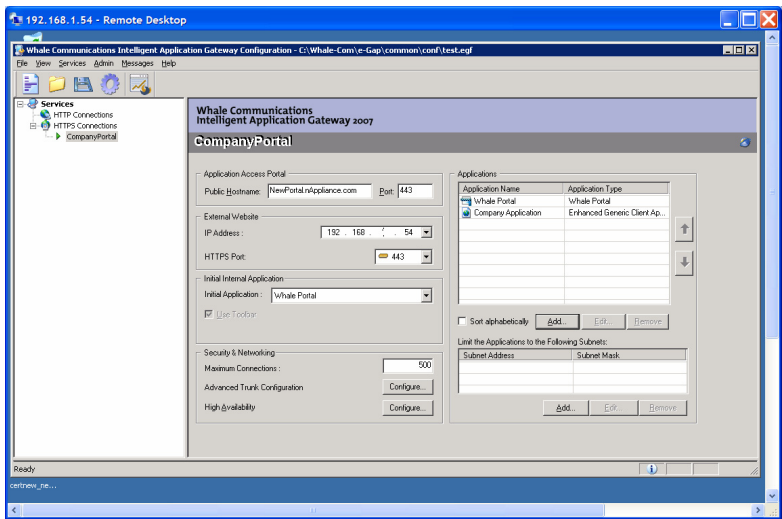 192.168.1.54 - Remote Desktop
Whale Communications Intelligent Application Gateway Configuration - C:\Whale-Com\e-Gap\common\conf\test.egf
File View Services Admin Messages Help
Services
HTTP Connections
HTTPS Connections
CompanyPortal
Whale Communications
Intelligent Application Gateway 2007
CompanyPortal
Application Access Portal
Public Hostname: NewPortal.nAppliance.com Port: 443
External Website
IP Address : 192 . 168 . . 54
HTTPS Port: 443
Initial Internal Application
Initial Application : Whale Portal
Use Toolbar
Security & Networking
Maximum Connections : 500
Advanced Trunk Configuration Configure...
High Availability Configure...
Applications
Application Name Application Type
Whale Portal Whale Portal
Company Application Enhanced Generic Client Ap...
Sort alphabetically Add... Edit... Remove
Limit the Applications to the Following Subnets:
Subnet Address Subnet Mask
Add... Edit... Remove
Ready
certnew_ne...